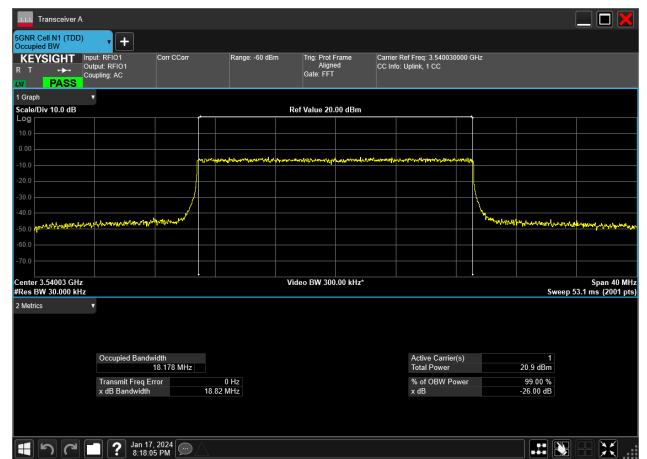 Transceiver A
5GNR Cell N1 (TDD)
Occupied BW
KEYSIGHT
R T
PASS
Input: RFIO1
Output: RFIO1
Coupling: AC
Corr CCorr
Range: -60 dBm
Trig: Prot Frame
Aligned
Gate: FFT
Carrier Ref Freq: 3.540030000 GHz
CC Info: Uplink, 1 CC
1 Graph
Scale/Div 10.0 dB
Ref Value 20.00 dBm
Log
10.0
0.00
-10.0
-20.0
-30.0
-40.0
-50.0
-60.0
-70.0
Center 3.54003 GHz
Video BW 300.00 kHz*
Span 40 MHz
#Res BW 30.000 kHz
Sweep 53.1 ms (2001 pts)
2 Metrics
Occupied Bandwidth
18.178 MHz
Transmit Freq Error 0 Hz
x dB Bandwidth 18.82 MHz
Active Carrier(s) 1
Total Power 20.9 dBm
% of OBW Power 99.00 %
x dB -26.00 dB
Jan 17, 2024
8:18:05 PM